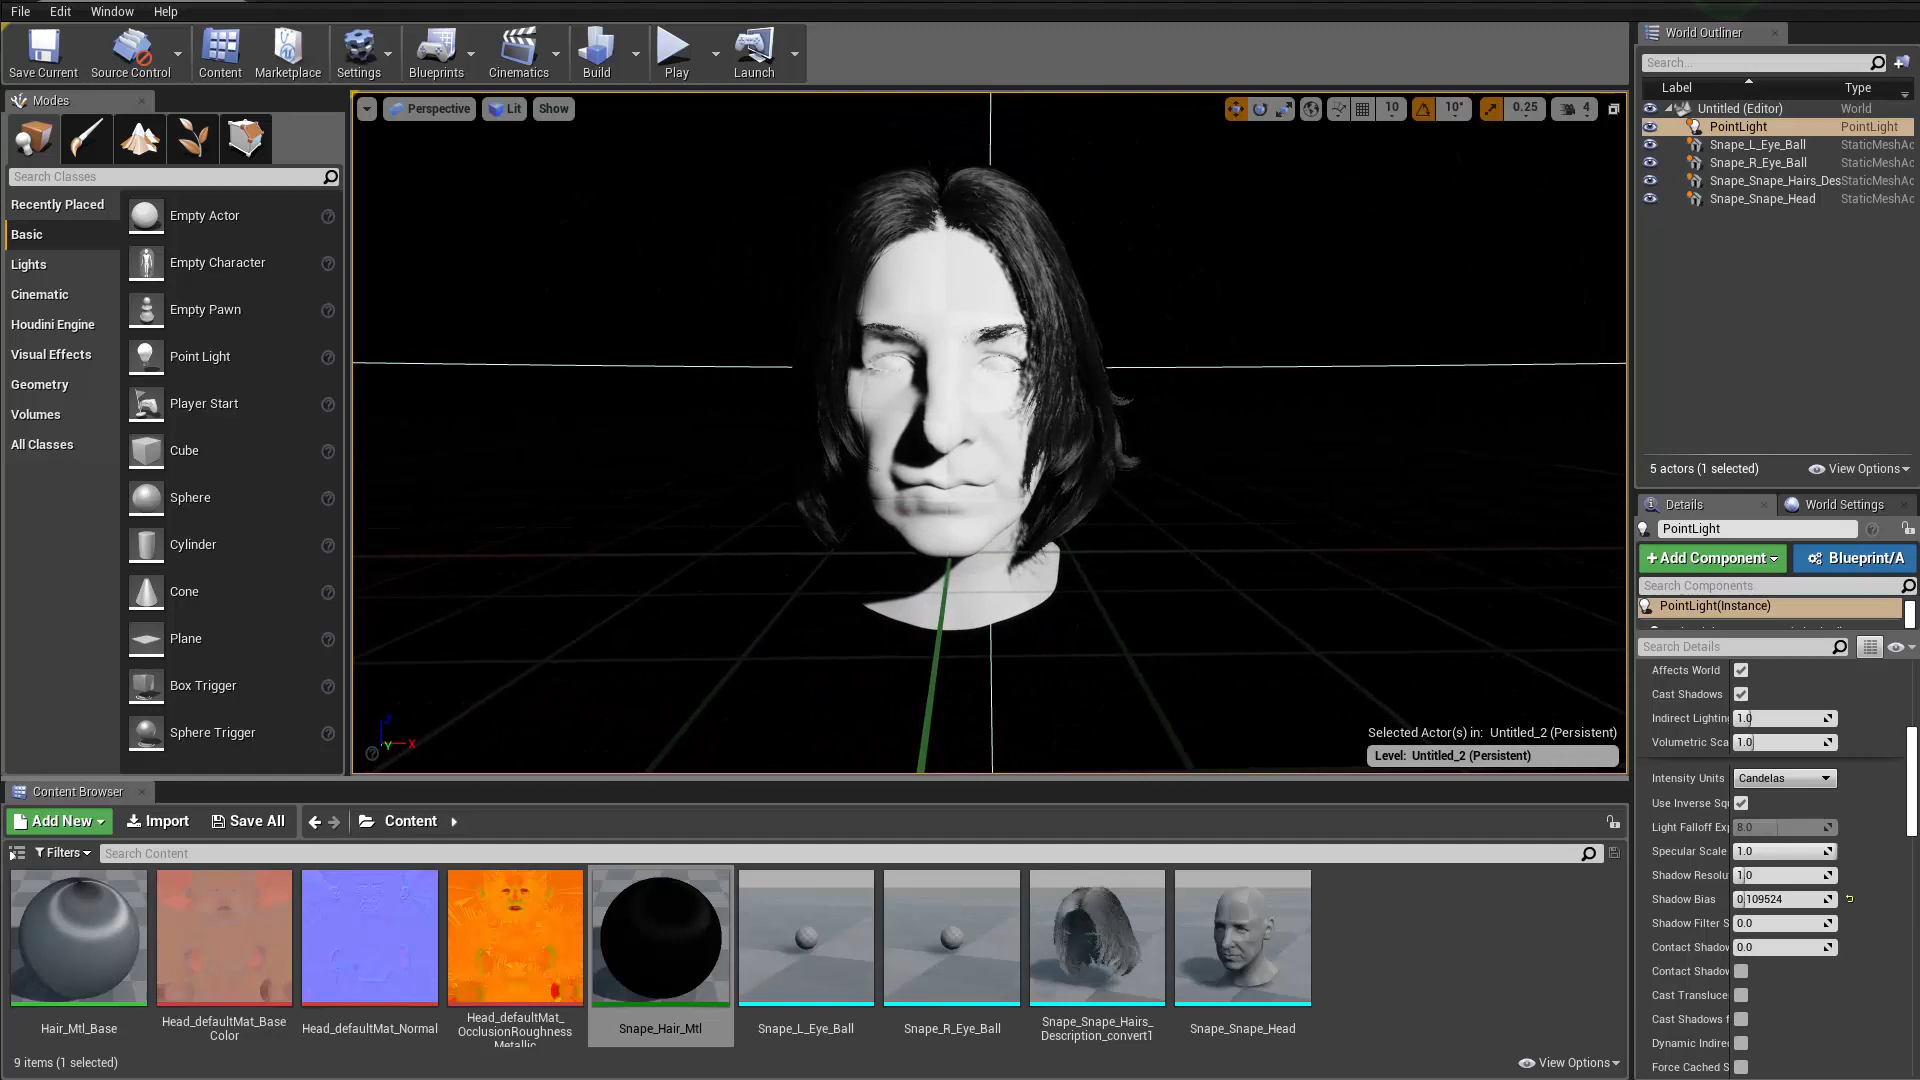 File Edit Window Help
Save Current Source Control Content Marketplace Settings Blueprints Cinematics Build Play Launch
Modes
Search Classes
Recently Placed
Basic
Lights
Cinematic
Houdini Engine
Visual Effects
Geometry
Volumes
All Classes
Empty Actor
Empty Character
Empty Pawn
Point Light
Player Start
Cube
Sphere
Cylinder
Cone
Plane
Box Trigger
Sphere Trigger
Perspective Lit Show
10 10° 0.25 4
Z
Y X
Selected Actor(s) in: Untitled_2 (Persistent)
Level: Untitled_2 (Persistent)
World Outliner
Search...
Label Type
Untitled (Editor) World
PointLight PointLight
Snape_L_Eye_Ball StaticMeshAc
Snape_R_Eye_Ball StaticMeshAc
Snape_Snape_Hairs_Des StaticMeshAc
Snape_Snape_Head StaticMeshAc
5 actors (1 selected) View Options
Details World Settings
PointLight
+Add Component Blueprint/A
Search Components
PointLight(Instance)
Search Details
Affects World
Cast Shadows
Indirect Lightin 1.0
Volumetric Sca 1.0
Intensity Units Candelas
Use Inverse Squ
Light Falloff Exp 8.0
Specular Scale 1.0
Shadow Resolu 1.0
Shadow Bias 0.109524
Shadow Filter S 0.0
Contact Shadow 0.0
Contact Shadow
Cast Transluce
Cast Shadows f
Dynamic Indirec
Force Cached S
Content Browser
Add New Import Save All Content
Filters Search Content
Hair_Mtl_Base
Head_defaultMat_Base
Color
Head_defaultMat_Normal
Head_defaultMat_
OcclusionRoughness
Metallic
Snape_Hair_Mtl
Snape_L_Eye_Ball
Snape_R_Eye_Ball
Snape_Snape_Hairs_
Description_convert1
Snape_Snape_Head
9 items (1 selected) View Options